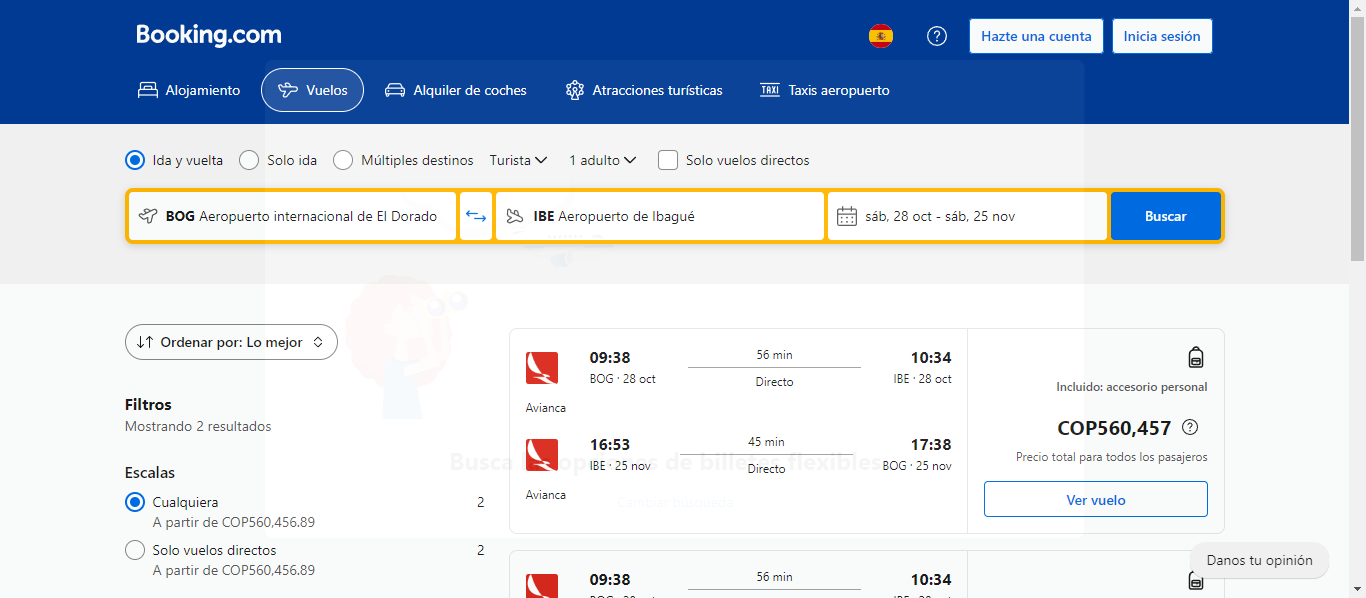 Booking.com
Hazte una cuenta
Inicia sesión
Alojamiento
Vuelos
Alquiler de coches
Atracciones turísticas
TAXI Taxis aeropuerto
Ida y vuelta
Solo ida
Múltiples destinos
Turista
1 adulto
Solo vuelos directos
BOG Aeropuerto internacional de El Dorado
IBE Aeropuerto de Ibagué
sáb, 28 oct - sáb, 25 nov
Buscar
Ordenar por: Lo mejor
Filtros
Mostrando 2 resultados
Escalas
Cualquiera 2
A partir de COP560,456.89
Solo vuelos directos 2
A partir de COP560,456.89
09:38 56 min 10:34
BOG · 28 oct Directo IBE · 28 oct
Avianca
16:53 45 min 17:38
IBE · 25 nov Directo BOG · 25 nov
Avianca
Incluido: accesorio personal
COP560,457
Precio total para todos los pasajeros
Ver vuelo
09:38 56 min 10:34
Danos tu opinión